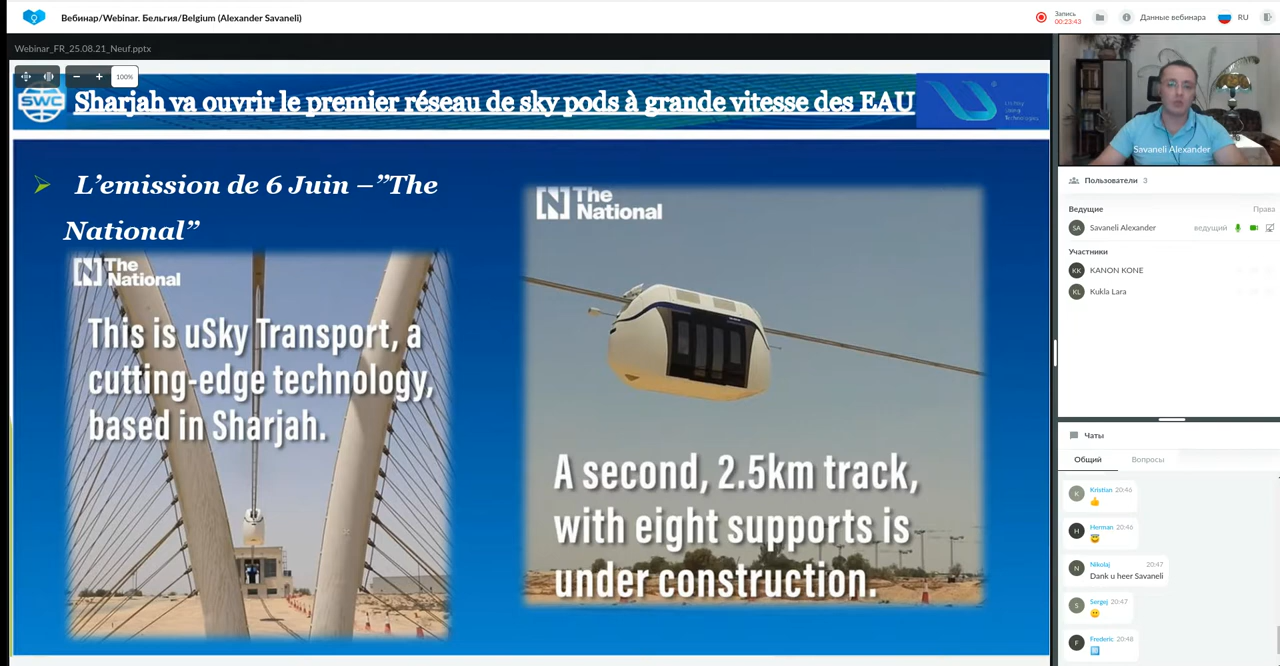 Вебинар/Webinar. Бельгия/Belgium (Alexander Savaneli)
Запись
00:23:43
Данные вебинара
RU
Webinar_FR_25.08.21_Neuf.pptx
100%
SWC
Sharjah va ouvrir le premier réseau de sky pods à grande vitesse des EAU
Unitsky
String
Technologies
L’emission de 6 Juin –”The
National”
The
National
This is uSky Transport, a
cutting-edge technology,
based in Sharjah.
The
National
A second, 2.5km track,
with eight supports is
under construction.
Savaneli Alexander
Пользователи 3
Ведущие Права
SA Savaneli Alexander ведущий
Участники
KK KANON KONE
KL Kukla Lara
Чаты
Общий Вопросы
K Kristian 20:46
H Herman 20:46
N Nikolaj 20:47
Dank u heer Savaneli
S Sergej 20:47
F Frederic 20:48